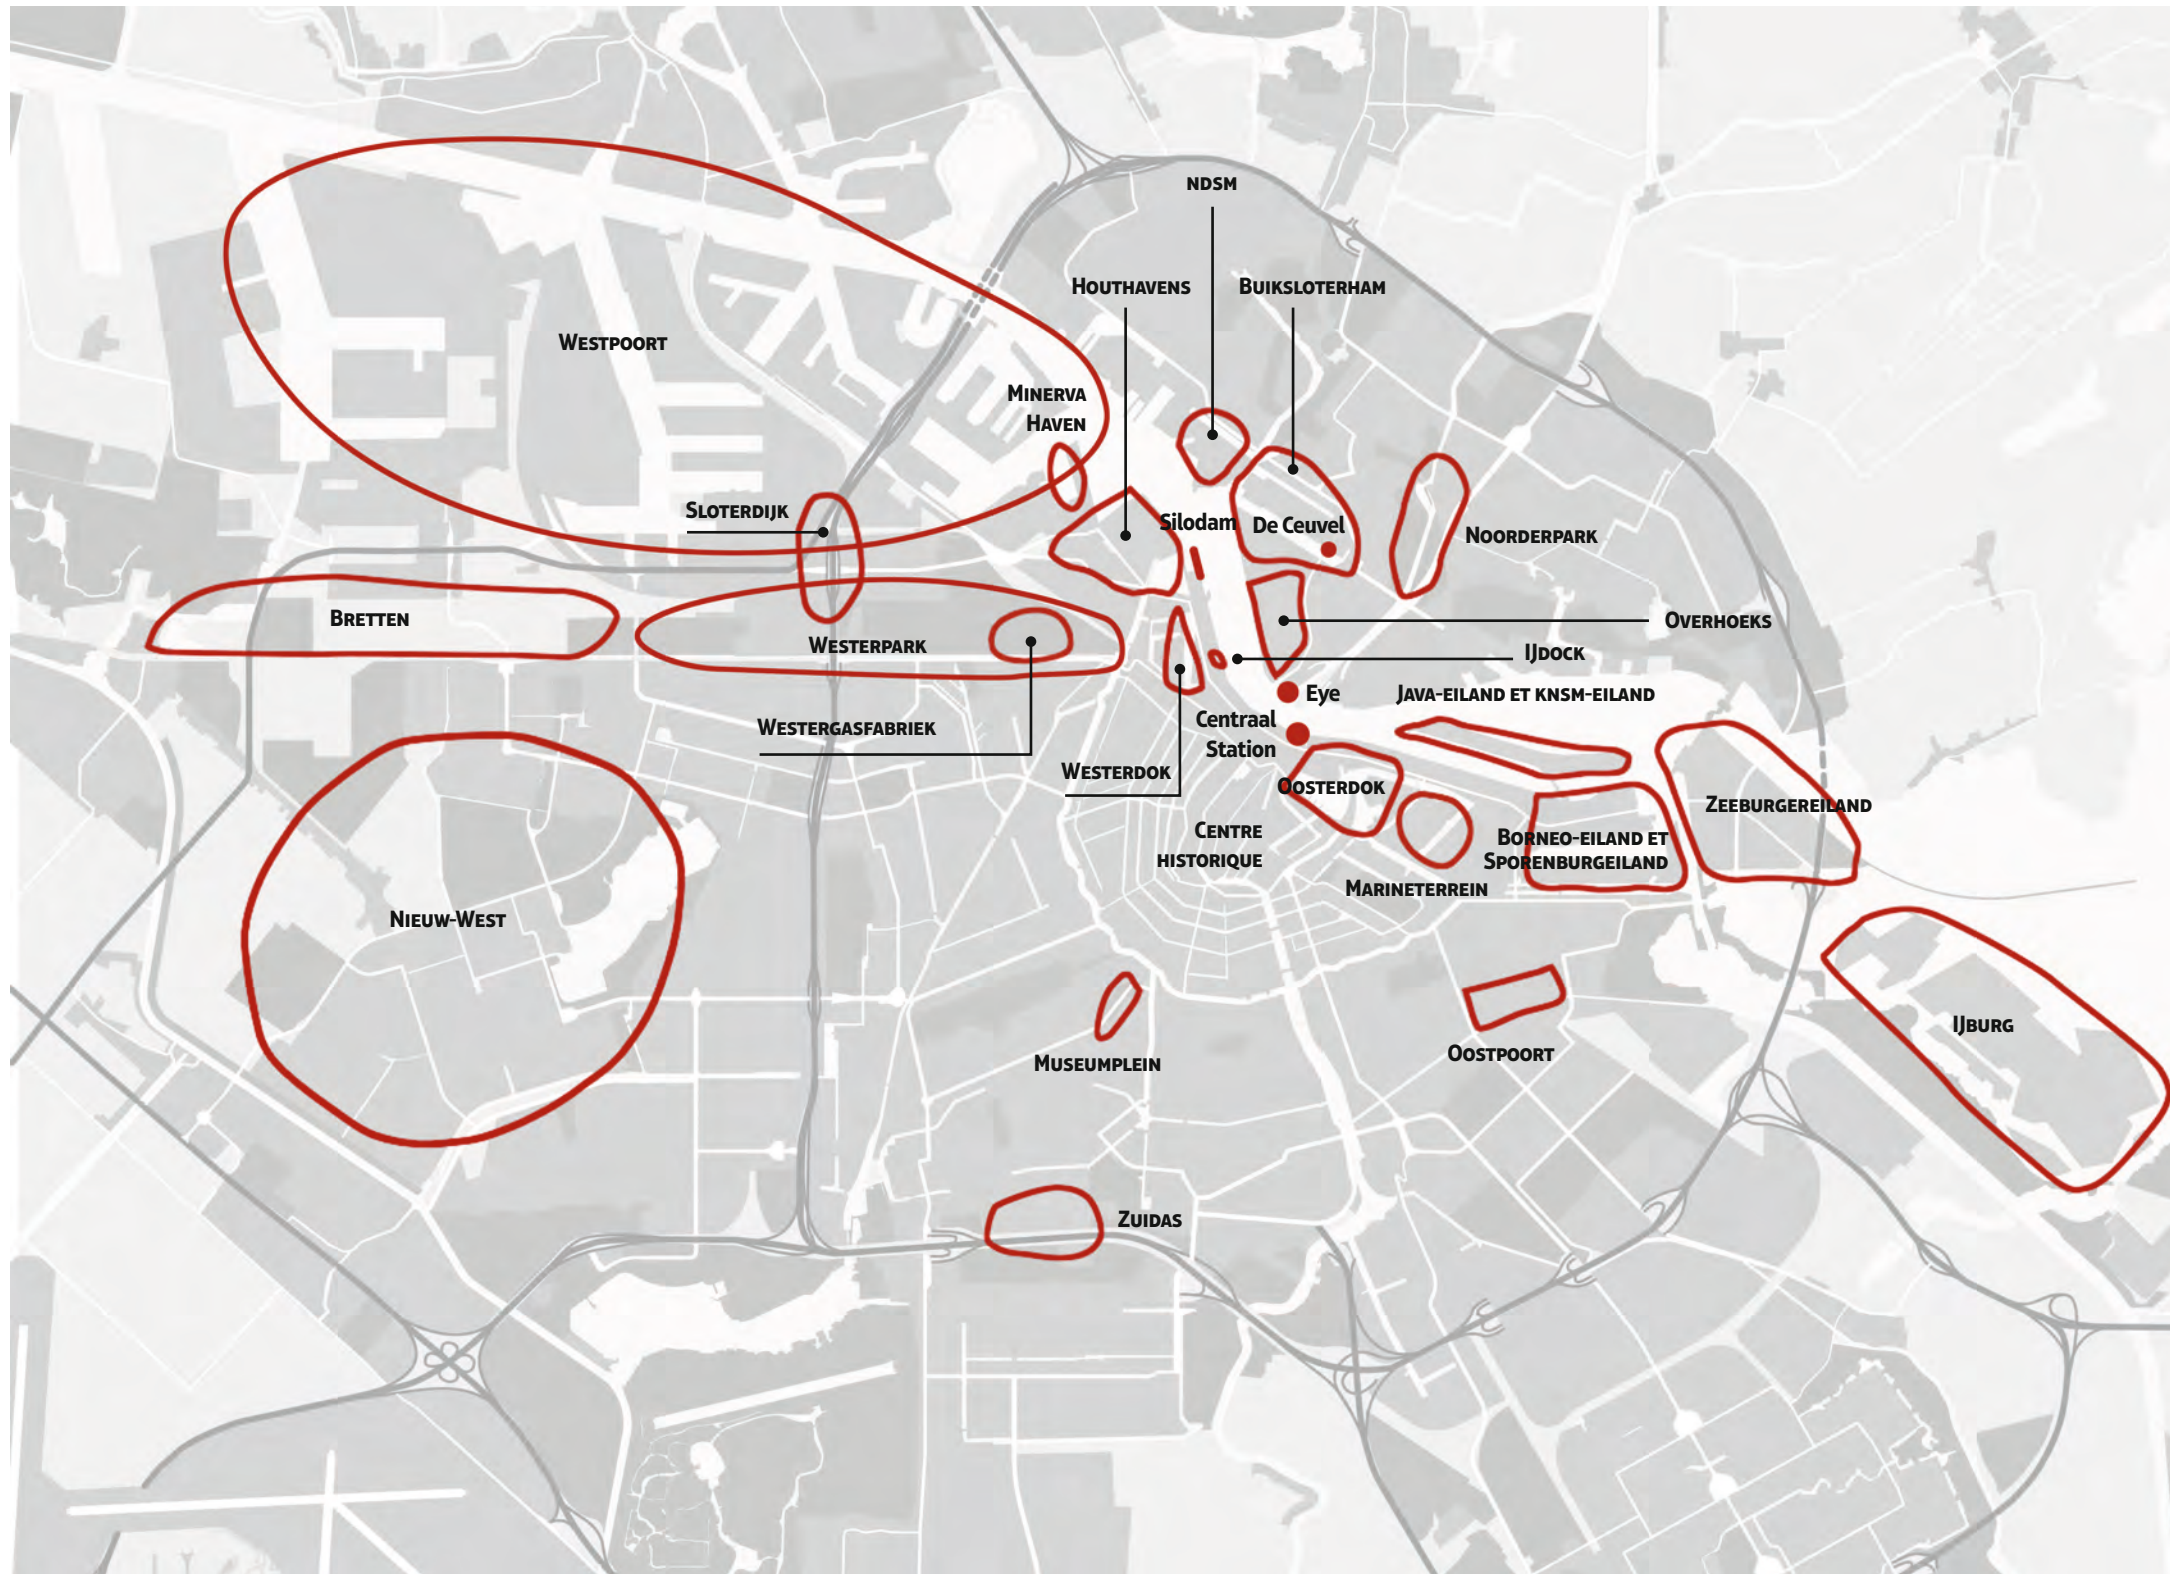 NDSM
HOUTHAVENS
BUIKSLOTERHAM
WESTPOORT
MINERVA
HAVEN
SLOTERDIJK
Silodam
De Ceuvel
NOORDERPARK
BRETTEN
WESTERPARK
OVERHOEKS
IJDOCK
Eye
JAVA-EILAND ET KNSM-EILAND
WESTERGASFABRIEK
Centraal
Station
WESTERDOK
OOSTERDOK
ZEEBURGEREILAND
CENTRE
HISTORIQUE
BORNEO-EILAND ET
SPORENBURGEILAND
MARINETERREIN
NIEUW-WEST
IJBURG
MUSEUMPLEIN
OOSTPOORT
ZUIDAS